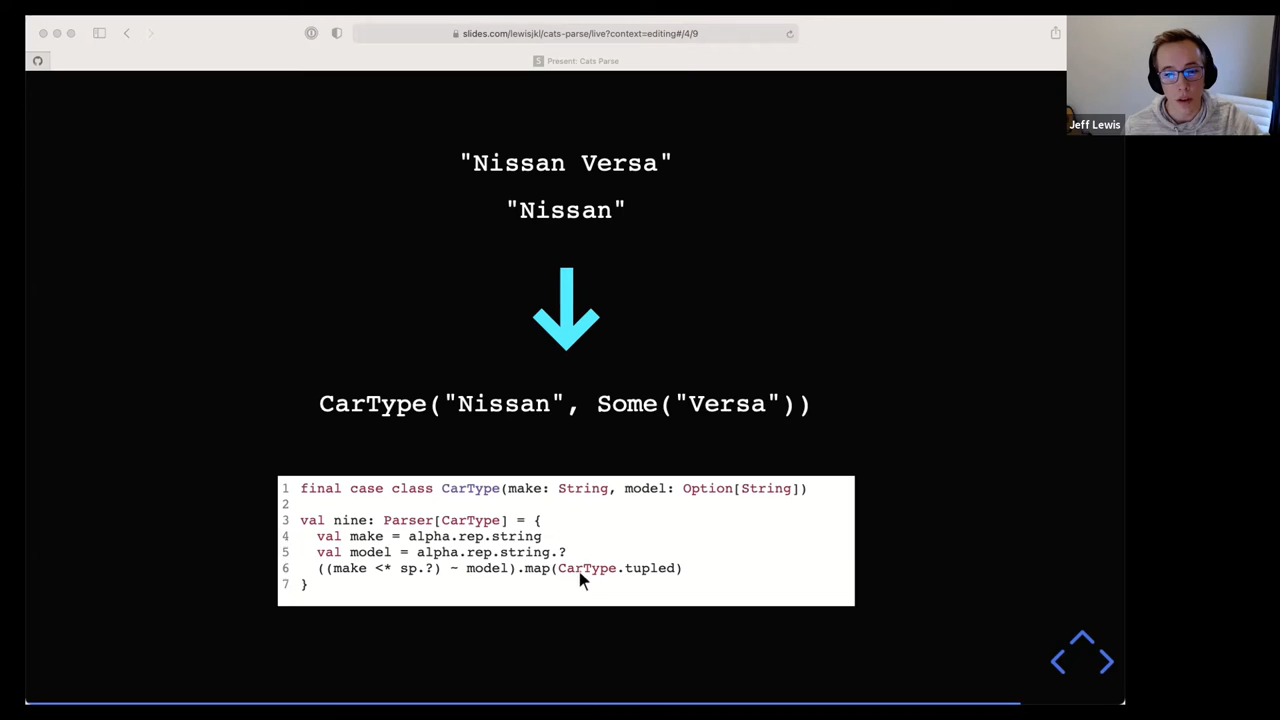 slides.com/lewisjkl/cats-parse/live?context=editing#/4/9
S Present: Cats Parse
Jeff Lewis
"Nissan Versa"
"Nissan"
CarType("Nissan", Some("Versa"))
1 final case class CarType(make: String, model: Option[String])
2
3 val nine: Parser[CarType] = {
4 val make = alpha.rep.string
5 val model = alpha.rep.string.?
6 ((make <* sp.?) ~ model).map(CarType.tupled)
7 }